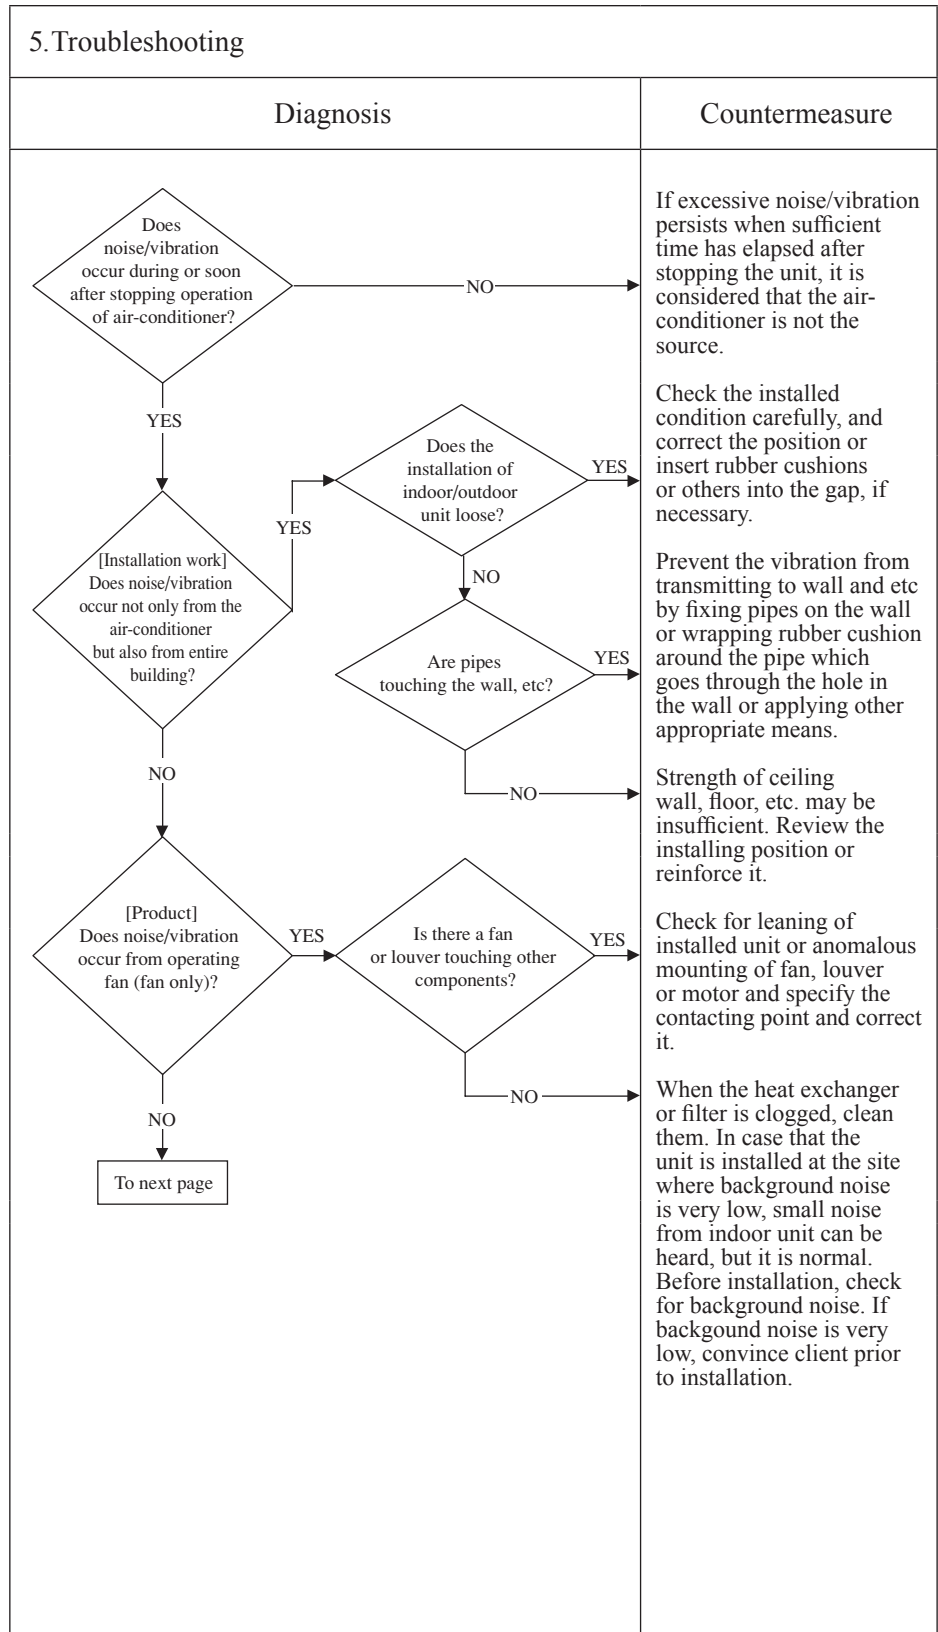 5.Troubleshooting
Diagnosis
Countermeasure
Does
noise/vibration
occur during or soon
after stopping operation
of air-conditioner?
NO
If excessive noise/vibration
persists when sufficient
time has elapsed after
stopping the unit, it is
considered that the air-
conditioner is not the
source.
YES
[Installation work]
Does noise/vibration
occur not only from the
air-conditioner
but also from entire
building?
YES
Does the
installation of
indoor/outdoor
unit loose?
YES
Check the installed
condition carefully, and
correct the position or
insert rubber cushions
or others into the gap, if
necessary.
NO
Are pipes
touching the wall, etc?
YES
Prevent the vibration from
transmitting to wall and etc
by fixing pipes on the wall
or wrapping rubber cushion
around the pipe which
goes through the hole in
the wall or applying other
appropriate means.
NO
Strength of ceiling
wall, floor, etc. may be
insufficient. Review the
installing position or
reinforce it.
NO
[Product]
Does noise/vibration
occur from operating
fan (fan only)?
YES
Is there a fan
or louver touching other
components?
YES
Check for leaning of
installed unit or anomalous
mounting of fan, louver
or motor and specify the
contacting point and correct
it.
NO
When the heat exchanger
or filter is clogged, clean
them. In case that the
unit is installed at the site
where background noise
is very low, small noise
from indoor unit can be
heard, but it is normal.
Before installation, check
for background noise. If
backgound noise is very
low, convince client prior
to installation.
NO
To next page